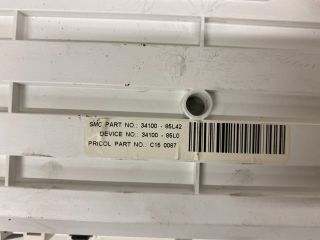 SMC PART NO.: 34100 - 85L42
DEVICE NO.: 34100 - 85L0
PRICOL PART NO.: C16 0087